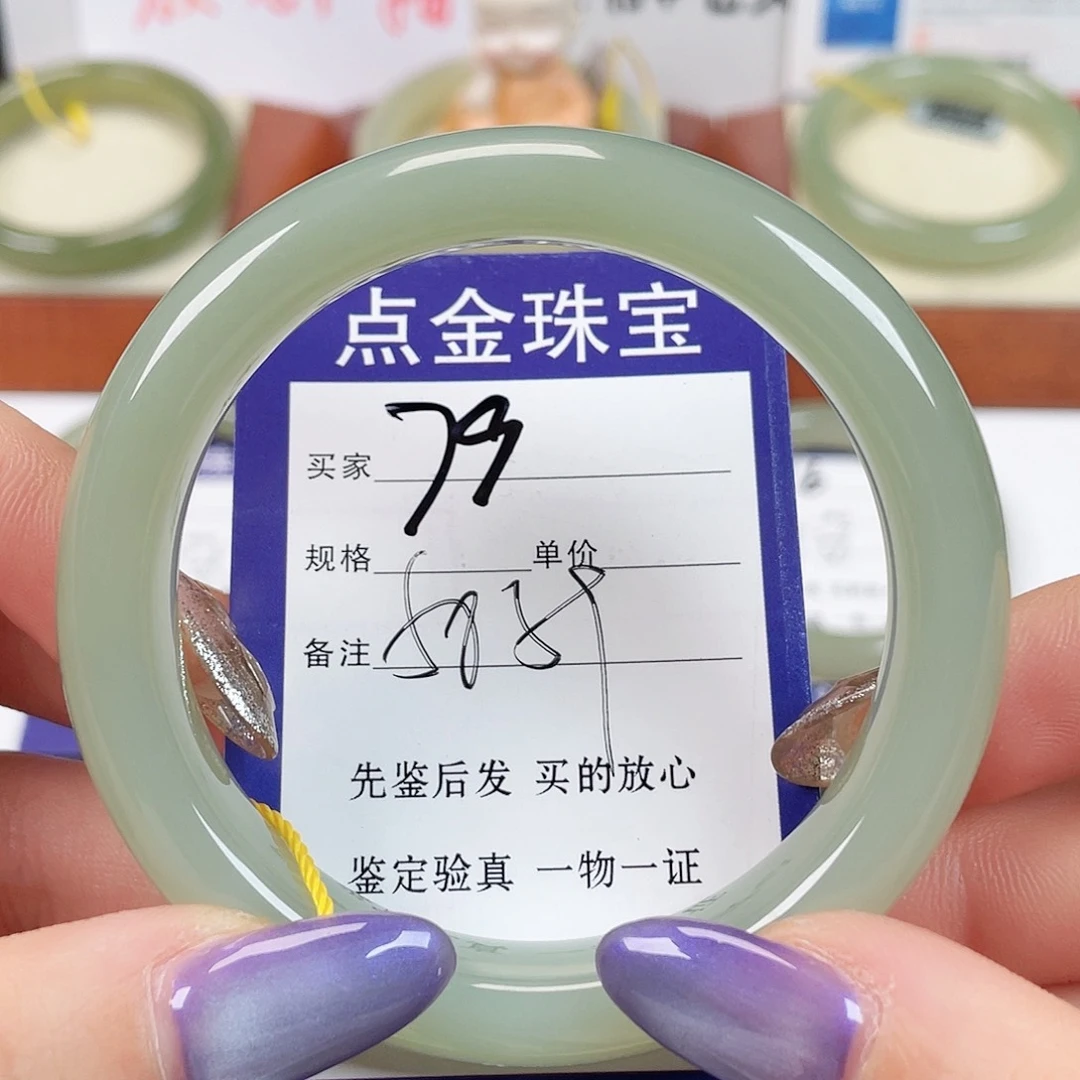 点金珠宝
买家 79
规格 单价
备注
先鉴后发 买的放心
鉴定验真 一物一证